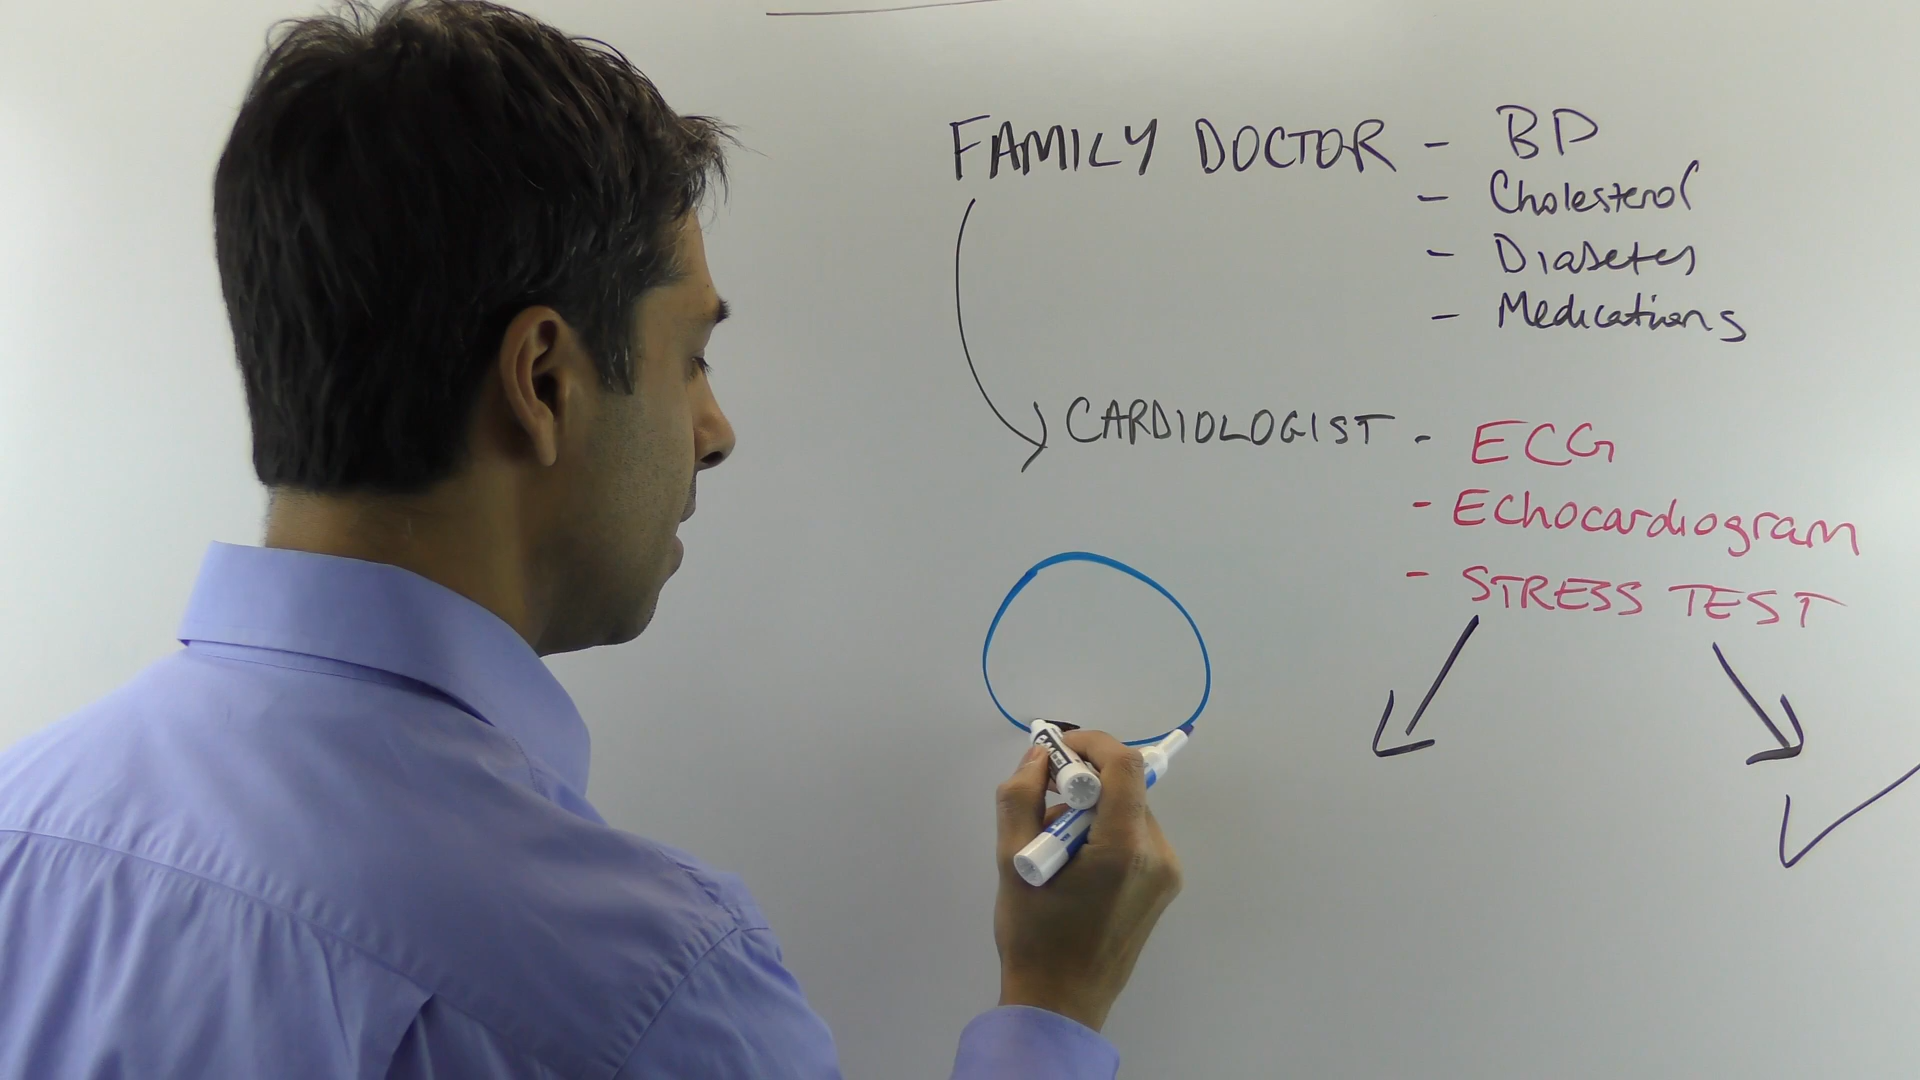 FAMILY DOCTOR - BP
- Cholesterol
- Diabetes
- Medications
CARDIOLOGIST - ECG
- Echocardiogram
- STRESS TEST